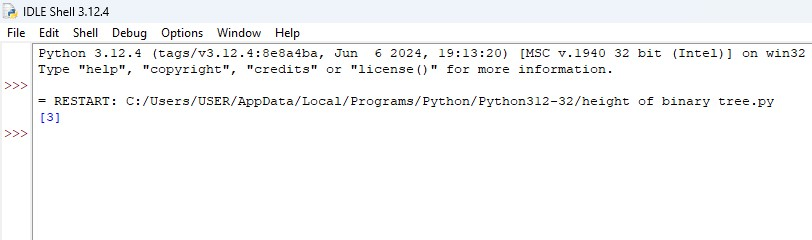 IDLE Shell 3.12.4
File Edit Shell Debug Options Window Help
Python 3.12.4 (tags/v3.12.4:8e8a4ba, Jun  6 2024, 19:13:20) [MSC v.1940 32 bit (Intel)] on win32
Type "help", "copyright", "credits" or "license()" for more information.
>>>
= RESTART: C:/Users/USER/AppData/Local/Programs/Python/Python312-32/height of binary tree.py
[3]
>>>